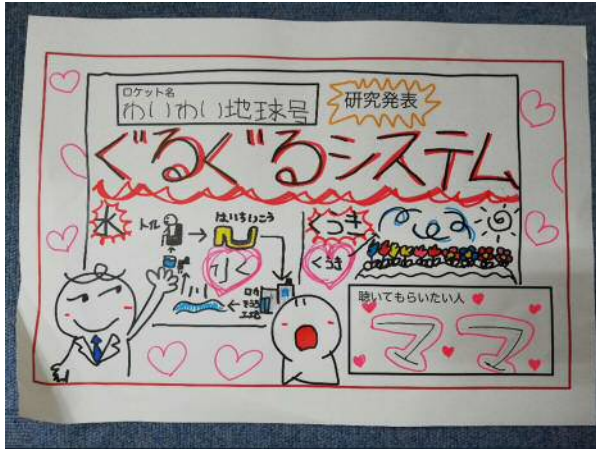 ロケット名
わいわい地球号
研究発表
ぐるぐるシステム
水
トイレ
はいちこう
川
くうき
くうき
聴いてもらいたい人
ママ